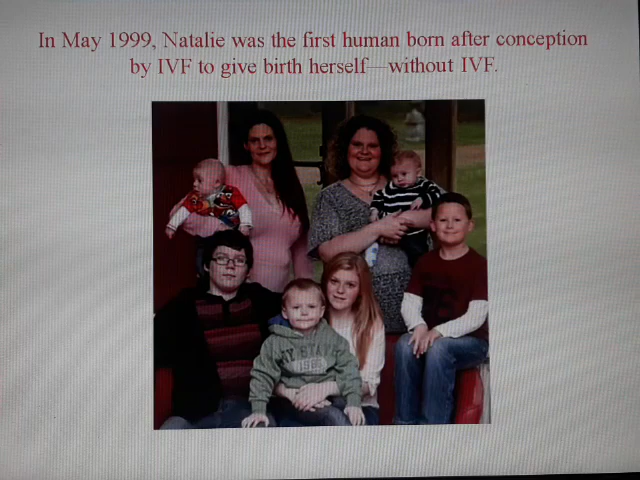 In May 1999, Natalie was the first human born after conception
by IVF to give birth herself—without IVF.